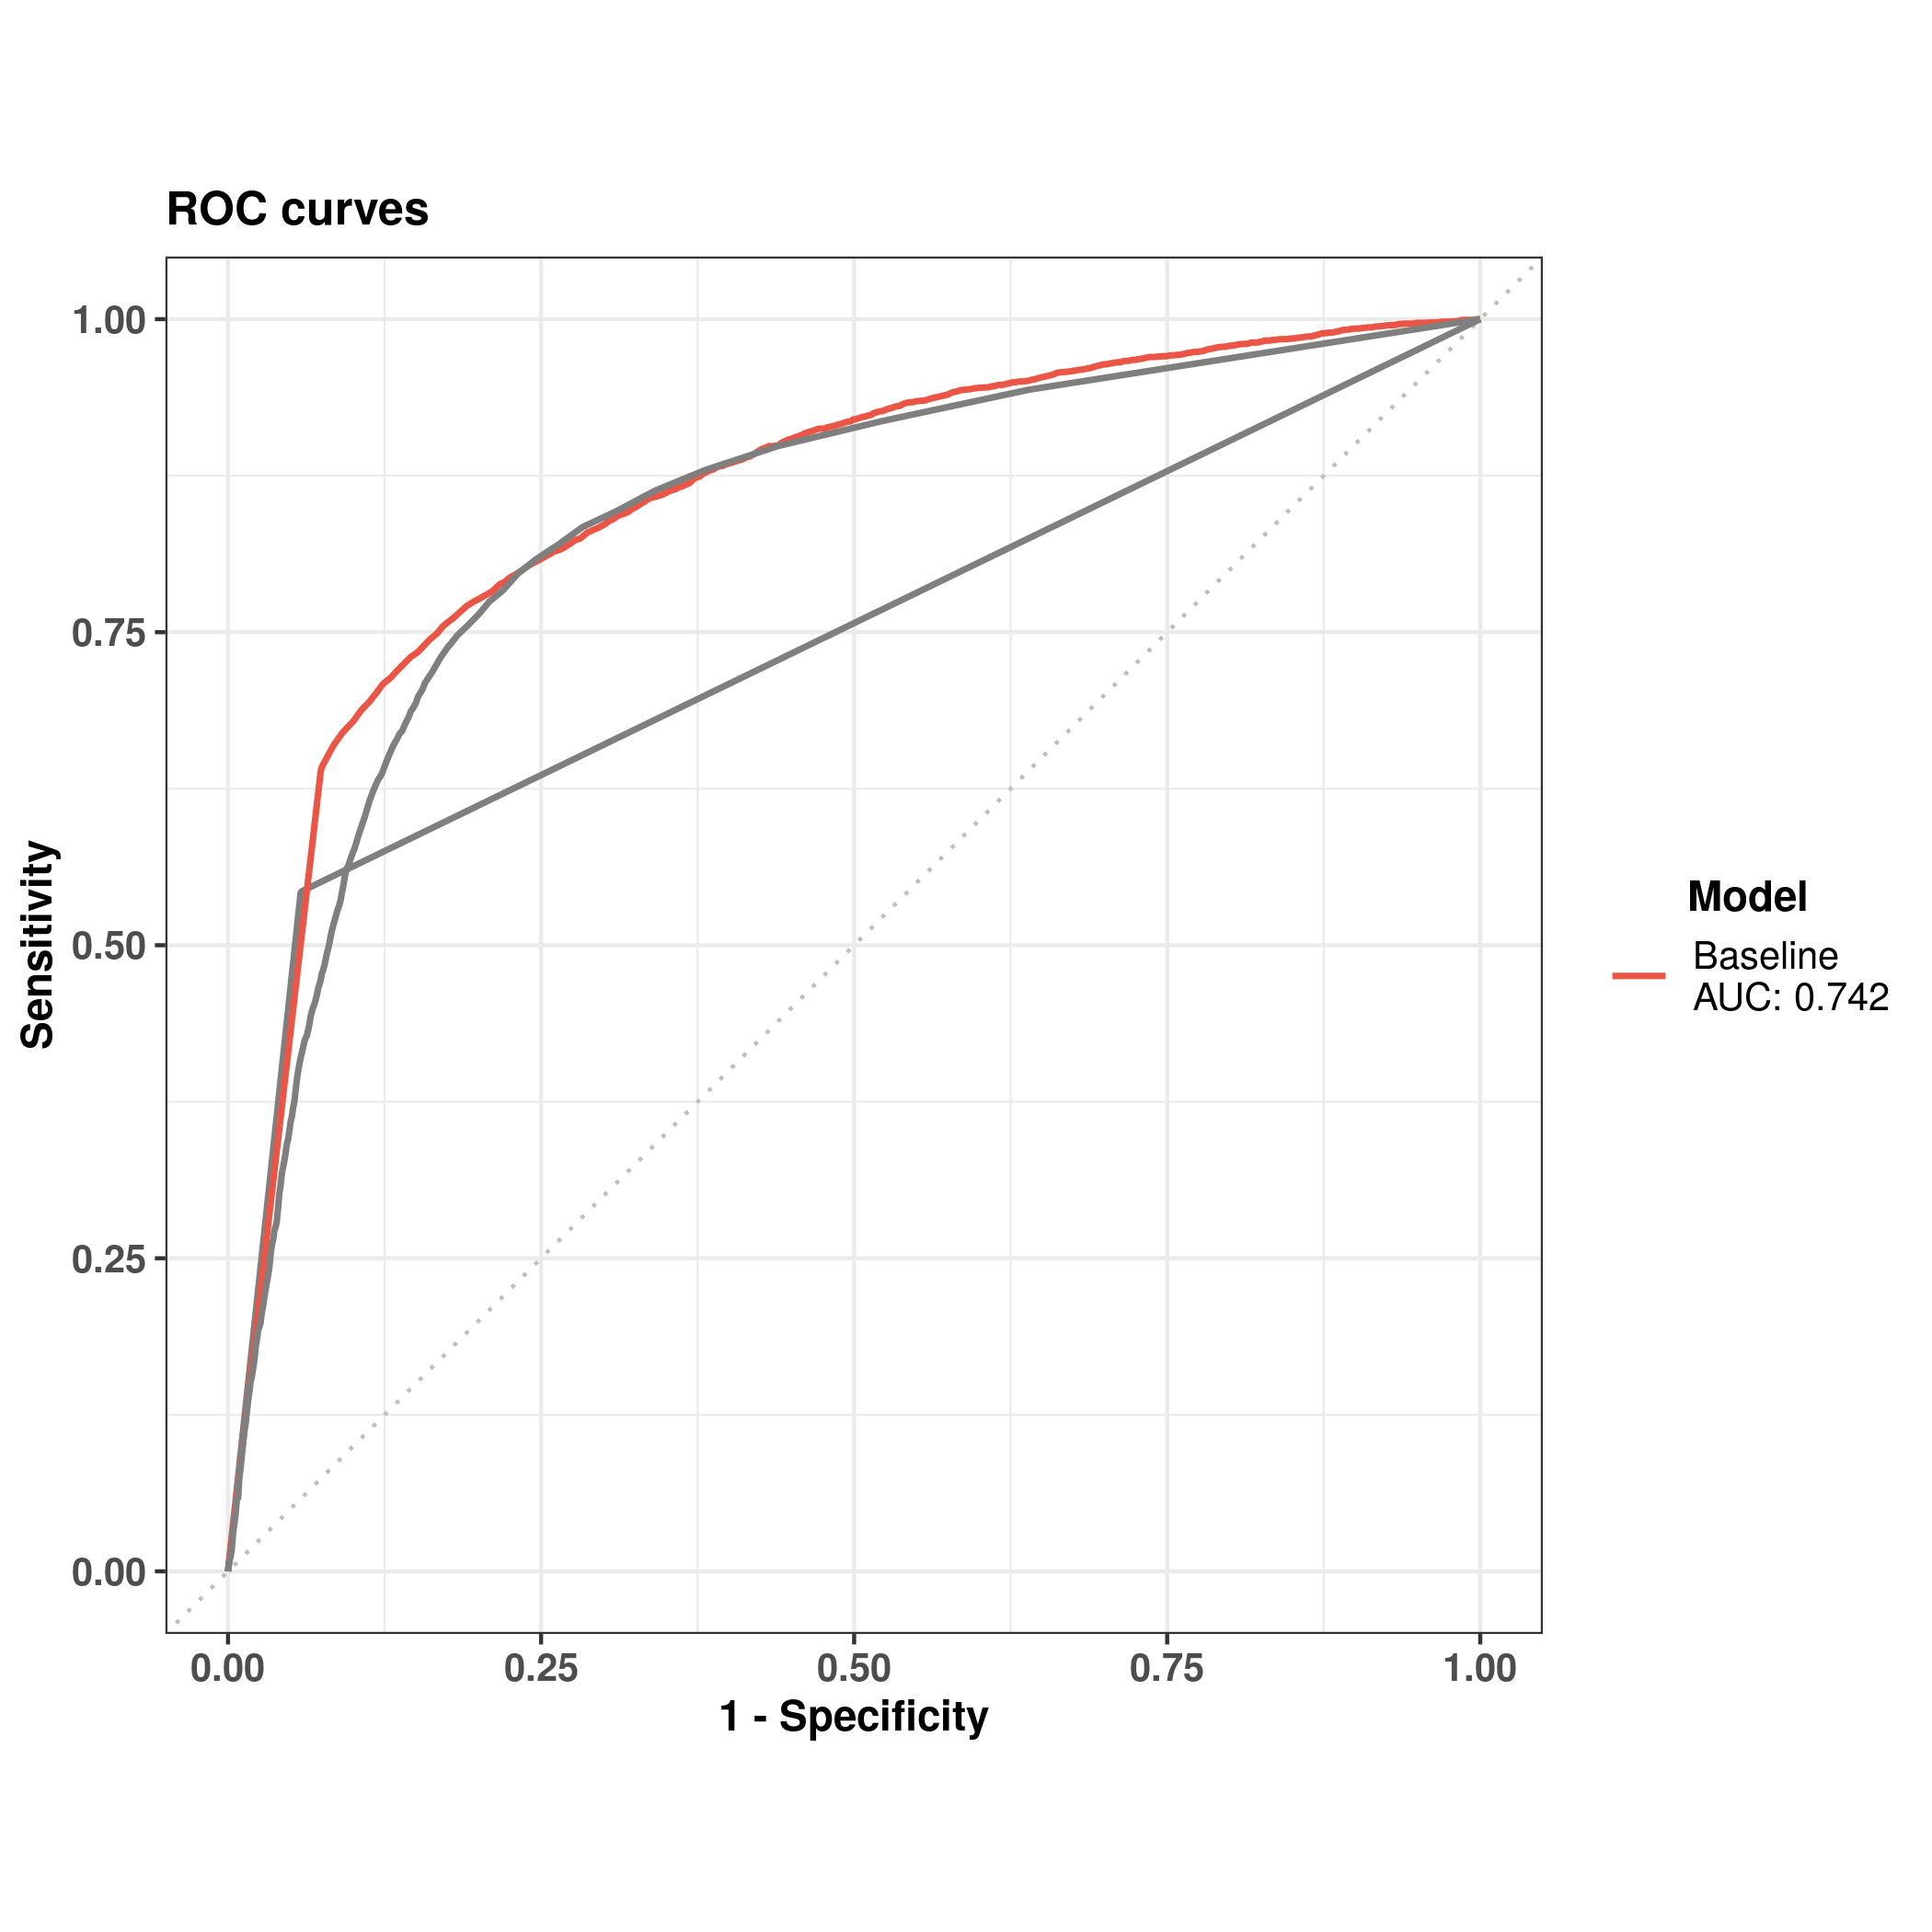 ROC curves
1.00
0.75
0.50
0.25
0.00
Sensitivity
0.00 0.25 0.50 0.75 1.00
1 - Specificity
Model
Baseline
AUC: 0.742